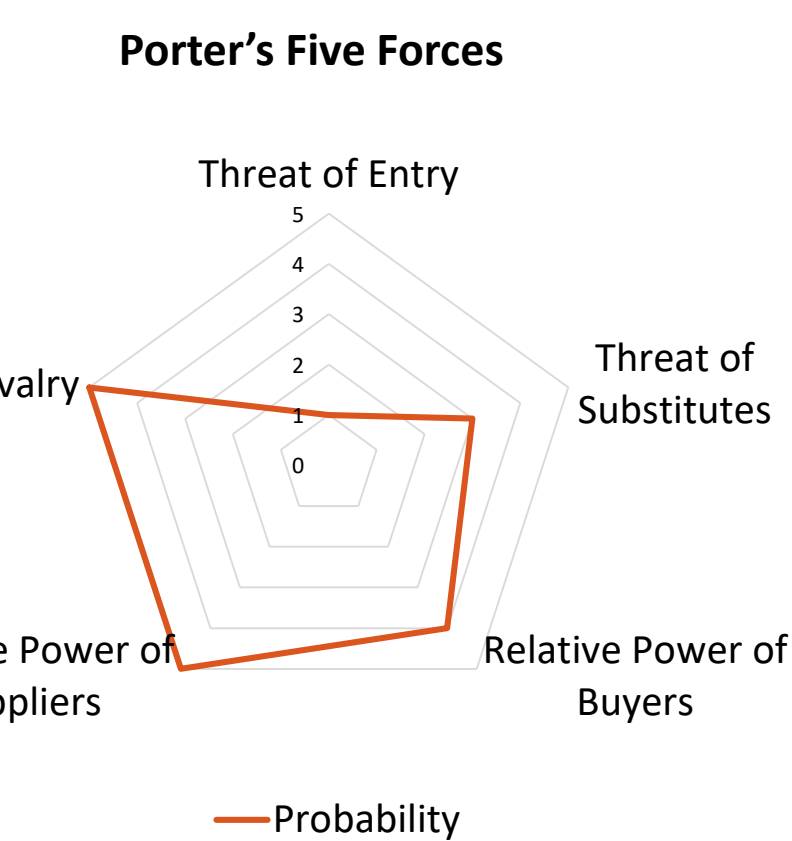 Porter’s Five Forces
Threat of Entry
5
4
3
2
1
0
Threat of
Substitutes
valry
Relative Power of
Buyers
e Power of
ppliers
Probability